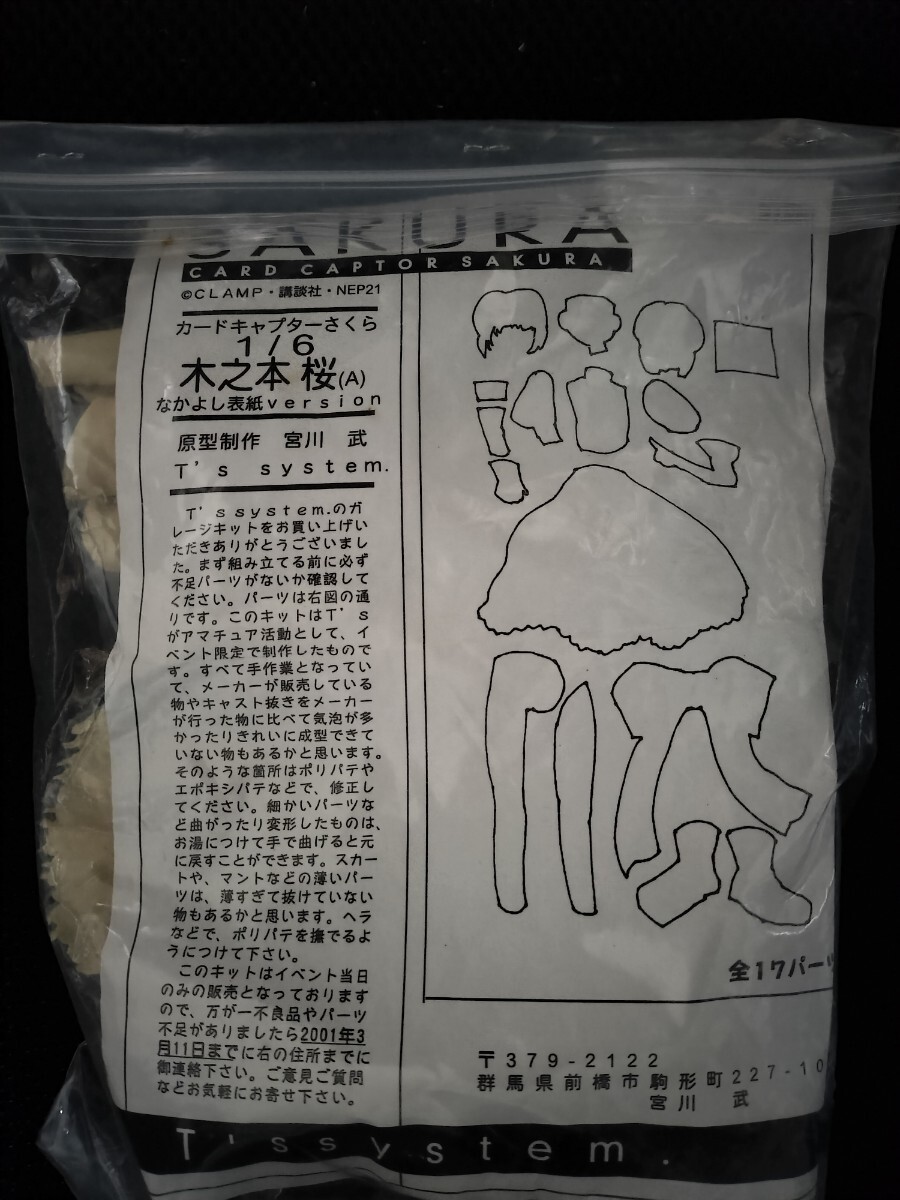 SAKURA
CARD CAPTOR SAKURA
©CLAMP・講談社・NEP21
カードキャプターさくら
1/6
木之本 桜(A)
なかよし表紙version
原型制作 宮川 武
T's system.
T's system.のガ
レージキットをお買い上げい
ただきありがとうございまし
た。まず組み立てる前に必ず
不足パーツがないか確認して
ください。パーツは右図の通
りです。このキットはT's
がアマチュア活動として、イ
ベント限定で制作したもので
す。すべて手作業となってい
て、メーカーが販売している
物やキャスト抜きをメーカー
が行った物に比べて気泡が多
かったりきれいに成型できて
いない物もあるかと思います。
そのような箇所はポリパテや
エポキシパテなどで、修正し
てください。細かいパーツな
ど曲がったり変形したものは、
お湯につけて手で曲げると元
に戻すことができます。スカー
トや、マントなどの薄いパー
ツは、薄すぎて抜けていない
物もあるかと思います。ヘラ
などで、ポリパテを撫でるよ
うにつけて下さい。
このキットはイベント当日
のみの販売となっております
ので、万が一不良品やパーツ
不足がありましたら2001年3
月11日までに右の住所までに
御連絡下さい。ご意見ご質問
などお気軽にお寄せ下さい。
全17パーツ
〒379-2122
群馬県前橋市駒形町227-10
宮川 武
T's system.